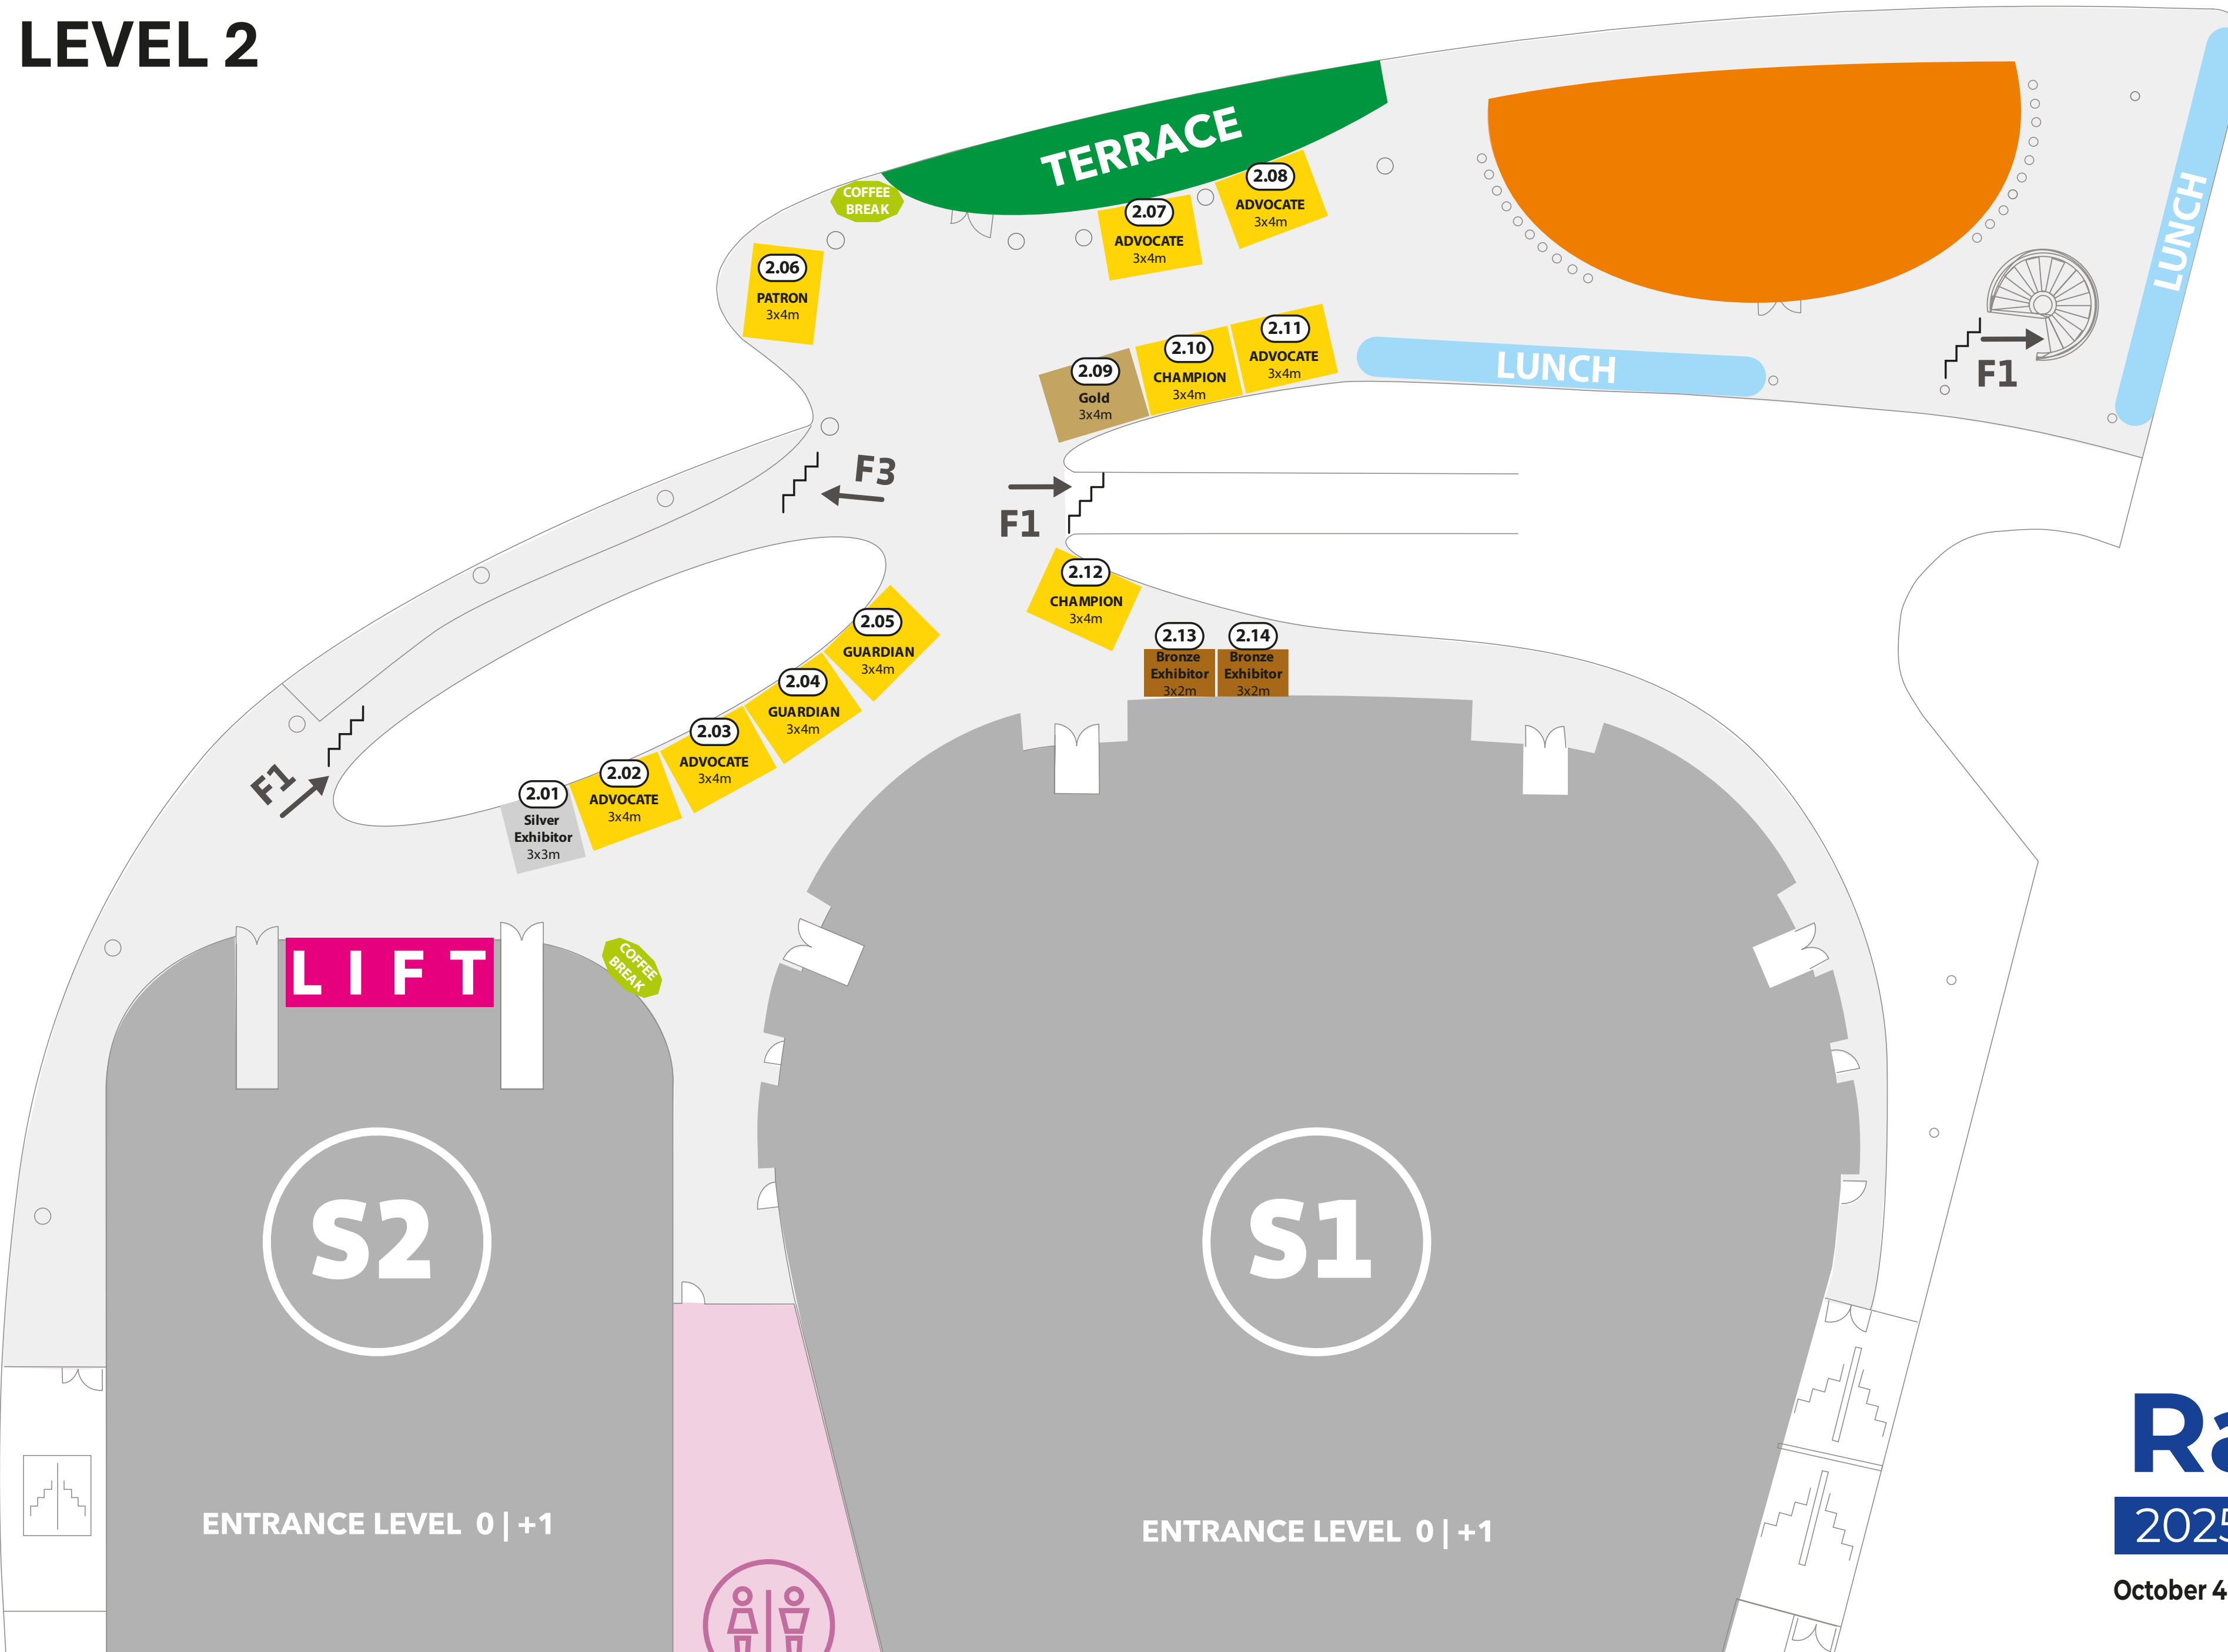 LEVEL 2
TERRACE
COFFEE
BREAK
2.08
ADVOCATE
3x4m
2.07
ADVOCATE
3x4m
2.06
PATRON
3x4m
LUNCH
2.11
ADVOCATE
3x4m
2.10
CHAMPION
3x4m
2.09
Gold
3x4m
LUNCH
F1
F3
F1
2.12
CHAMPION
3x4m
2.13
Bronze
Exhibitor
3x2m
2.14
Bronze
Exhibitor
3x2m
2.05
GUARDIAN
3x4m
2.04
GUARDIAN
3x4m
2.03
ADVOCATE
3x4m
2.02
ADVOCATE
3x4m
2.01
Silver
Exhibitor
3x3m
F1
LIFT
COFFEE
BREAK
S2
S1
ENTRANCE LEVEL 0 | +1
ENTRANCE LEVEL 0 | +1
Ra
2025
October 4